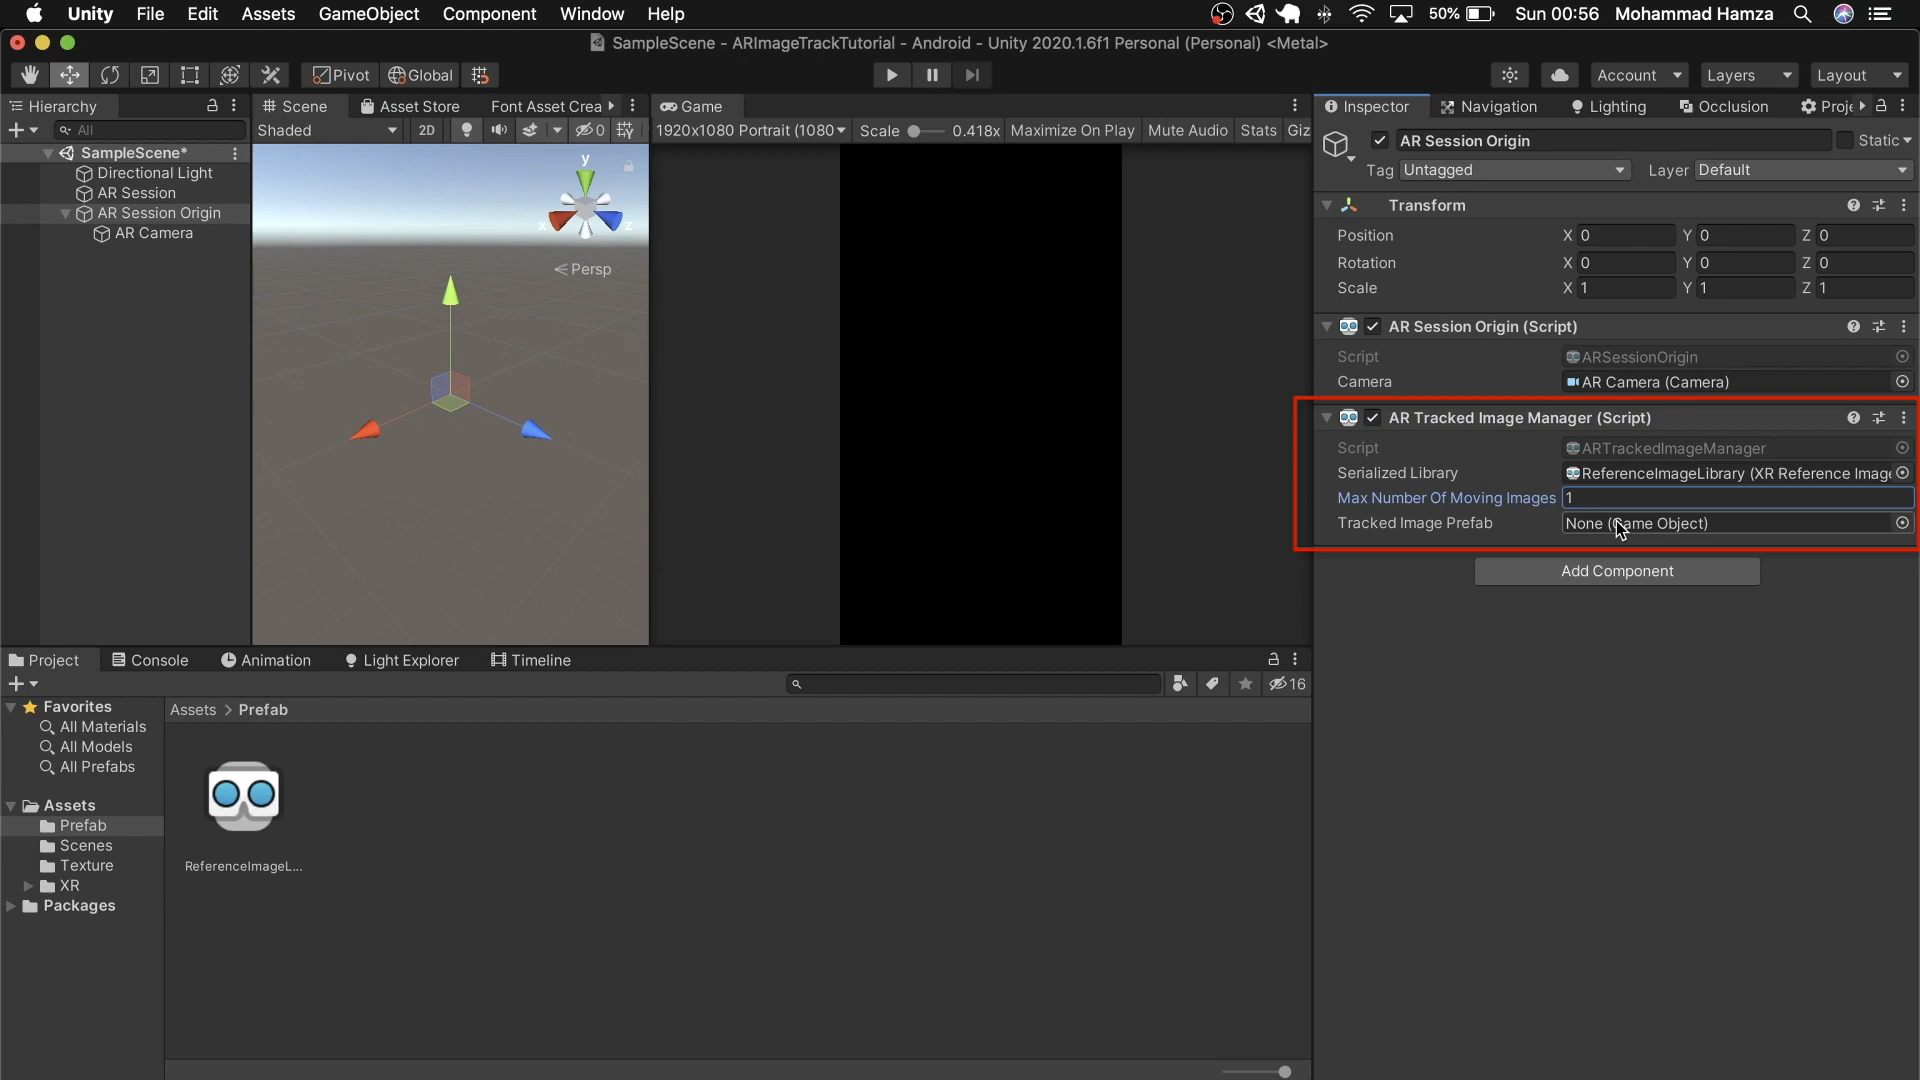 Unity File Edit Assets GameObject Component Window Help 50% Sun 00:56 Mohammad Hamza
SampleScene - ARImageTrackTutorial - Android - Unity 2020.1.6f1 Personal (Personal) <Metal>
Pivot Global Account Layers Layout
Hierarchy Scene Asset Store Font Asset Crea Game Inspector Navigation Lighting Occlusion Proje
All Shaded 2D 0 1920x1080 Portrait (1080 Scale 0.418x Maximize On Play Mute Audio Stats Giz
AR Session Origin Static
SampleScene*
Directional Light
AR Session
AR Session Origin
AR Camera
y
x
z
Persp
Tag Untagged Layer Default
Transform
Position X 0 Y 0 Z 0
Rotation X 0 Y 0 Z 0
Scale X 1 Y 1 Z 1
AR Session Origin (Script)
Script ARSessionOrigin
Camera AR Camera (Camera)
AR Tracked Image Manager (Script)
Script ARTrackedImageManager
Serialized Library ReferenceImageLibrary (XR Reference Image
Max Number Of Moving Images 1
Tracked Image Prefab None (Game Object)
Add Component
Project Console Animation Light Explorer Timeline
16
Favorites
All Materials
All Models
All Prefabs
Assets
Prefab
Scenes
Texture
XR
Packages
Assets > Prefab
ReferenceImageL...